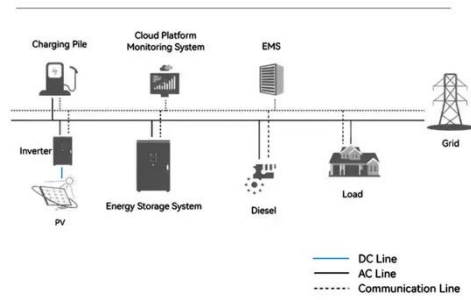 Charging Pile
Cloud Platform
Monitoring System
EMS
Grid
Inverter
PV
Energy Storage System
Diesel
Load
DC Line
AC Line
Communication Line